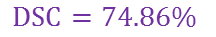 DSC = 74.86%